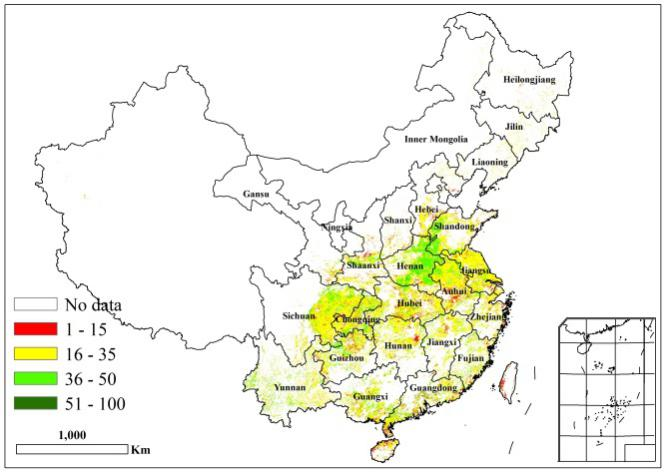 Heilongjiang
Jilin
Inner Mongolia
Liaoning
Gansu
Hebei
Shanxi
Shandong
Ningxia
Shaanxi
Henan
Jiangsu
Auhui
Hubei
Sichuan
Chongqing
Zhejiang
Hunan
Jiangxi
Guizhou
Fujian
Yunnan
Guangdong
Guangxi
No data
1 - 15
16 - 35
36 - 50
51 - 100
1,000
Km